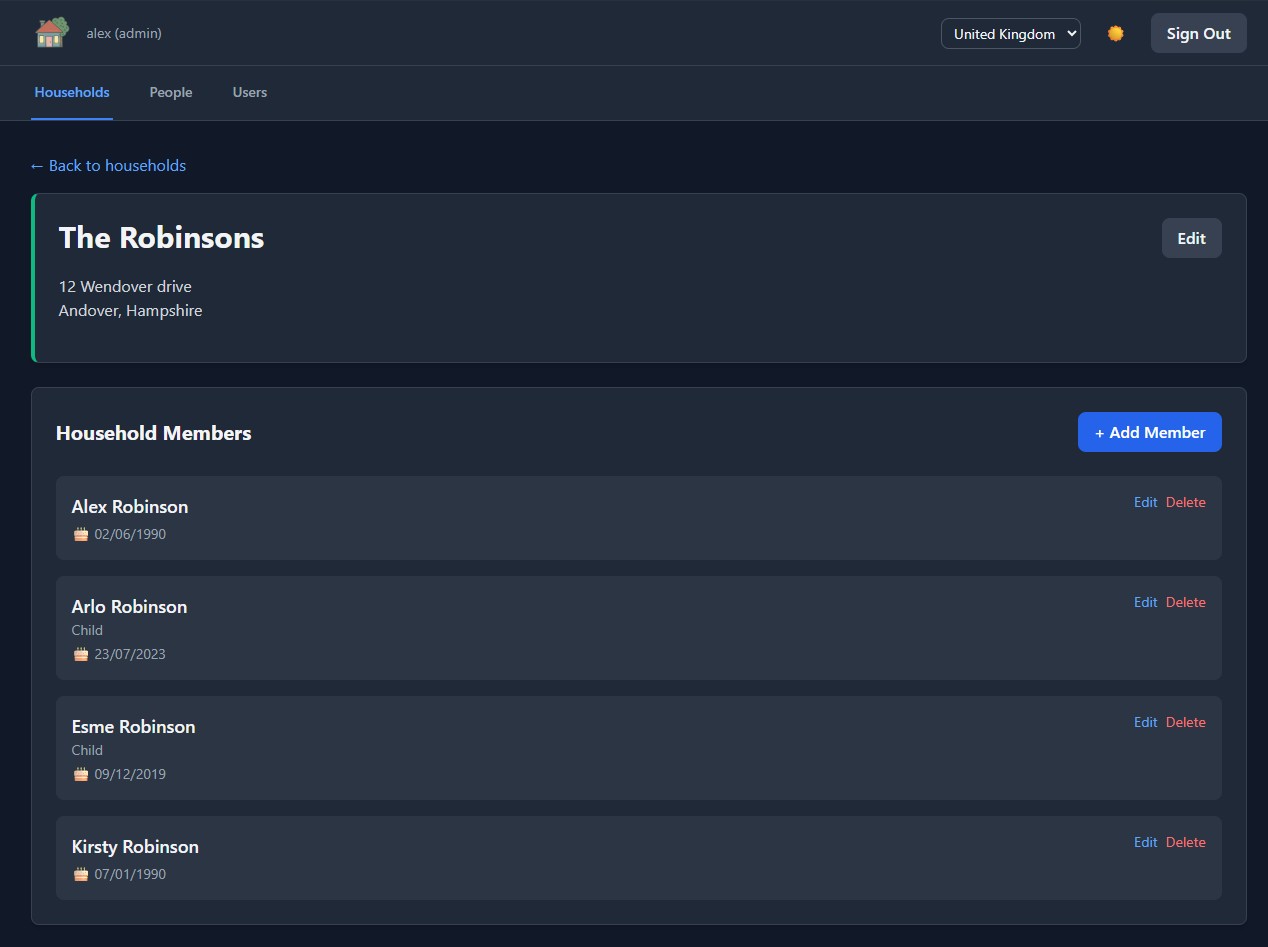 alex (admin)
United Kingdom
Sign Out
Households
People
Users
← Back to households
The Robinsons
Edit
12 Wendover drive
Andover, Hampshire
Household Members
+ Add Member
Alex Robinson
Edit Delete
02/06/1990
Arlo Robinson
Edit Delete
Child
23/07/2023
Esme Robinson
Edit Delete
Child
09/12/2019
Kirsty Robinson
Edit Delete
07/01/1990